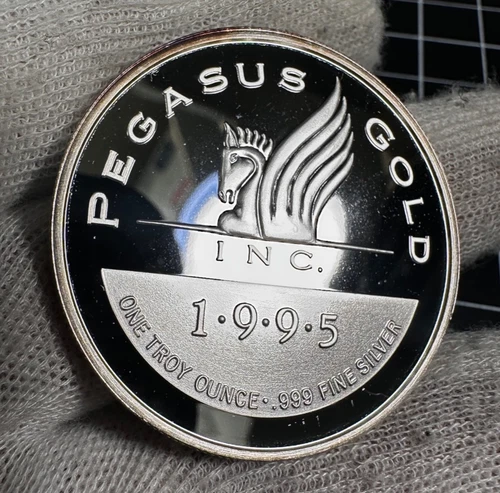 PEGASUS GOLD
INC.
1·9·9·5
ONE TROY OUNCE · .999 FINE SILVER